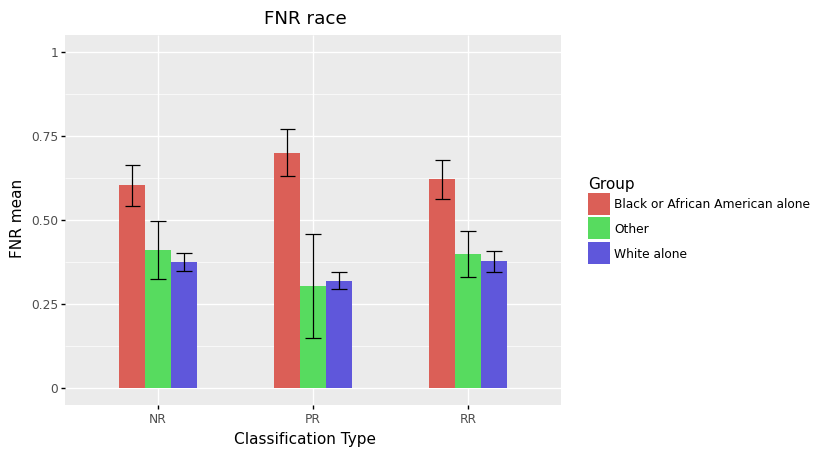 FNR race
FNR mean
1
0.75
0.50
0.25
0
NR
PR
RR
Classification Type
Group
Black or African American alone
Other
White alone